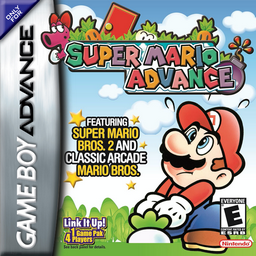 ONLY
FOR
GAME BOY ADVANCE
SUPER MARIO
ADVANCE
FEATURING
SUPER MARIO
BROS. 2 AND
CLASSIC ARCADE
MARIO BROS.
Link It Up!
1 Game Pak
4 Players
EVERYONE
E
ESRB
Nintendo